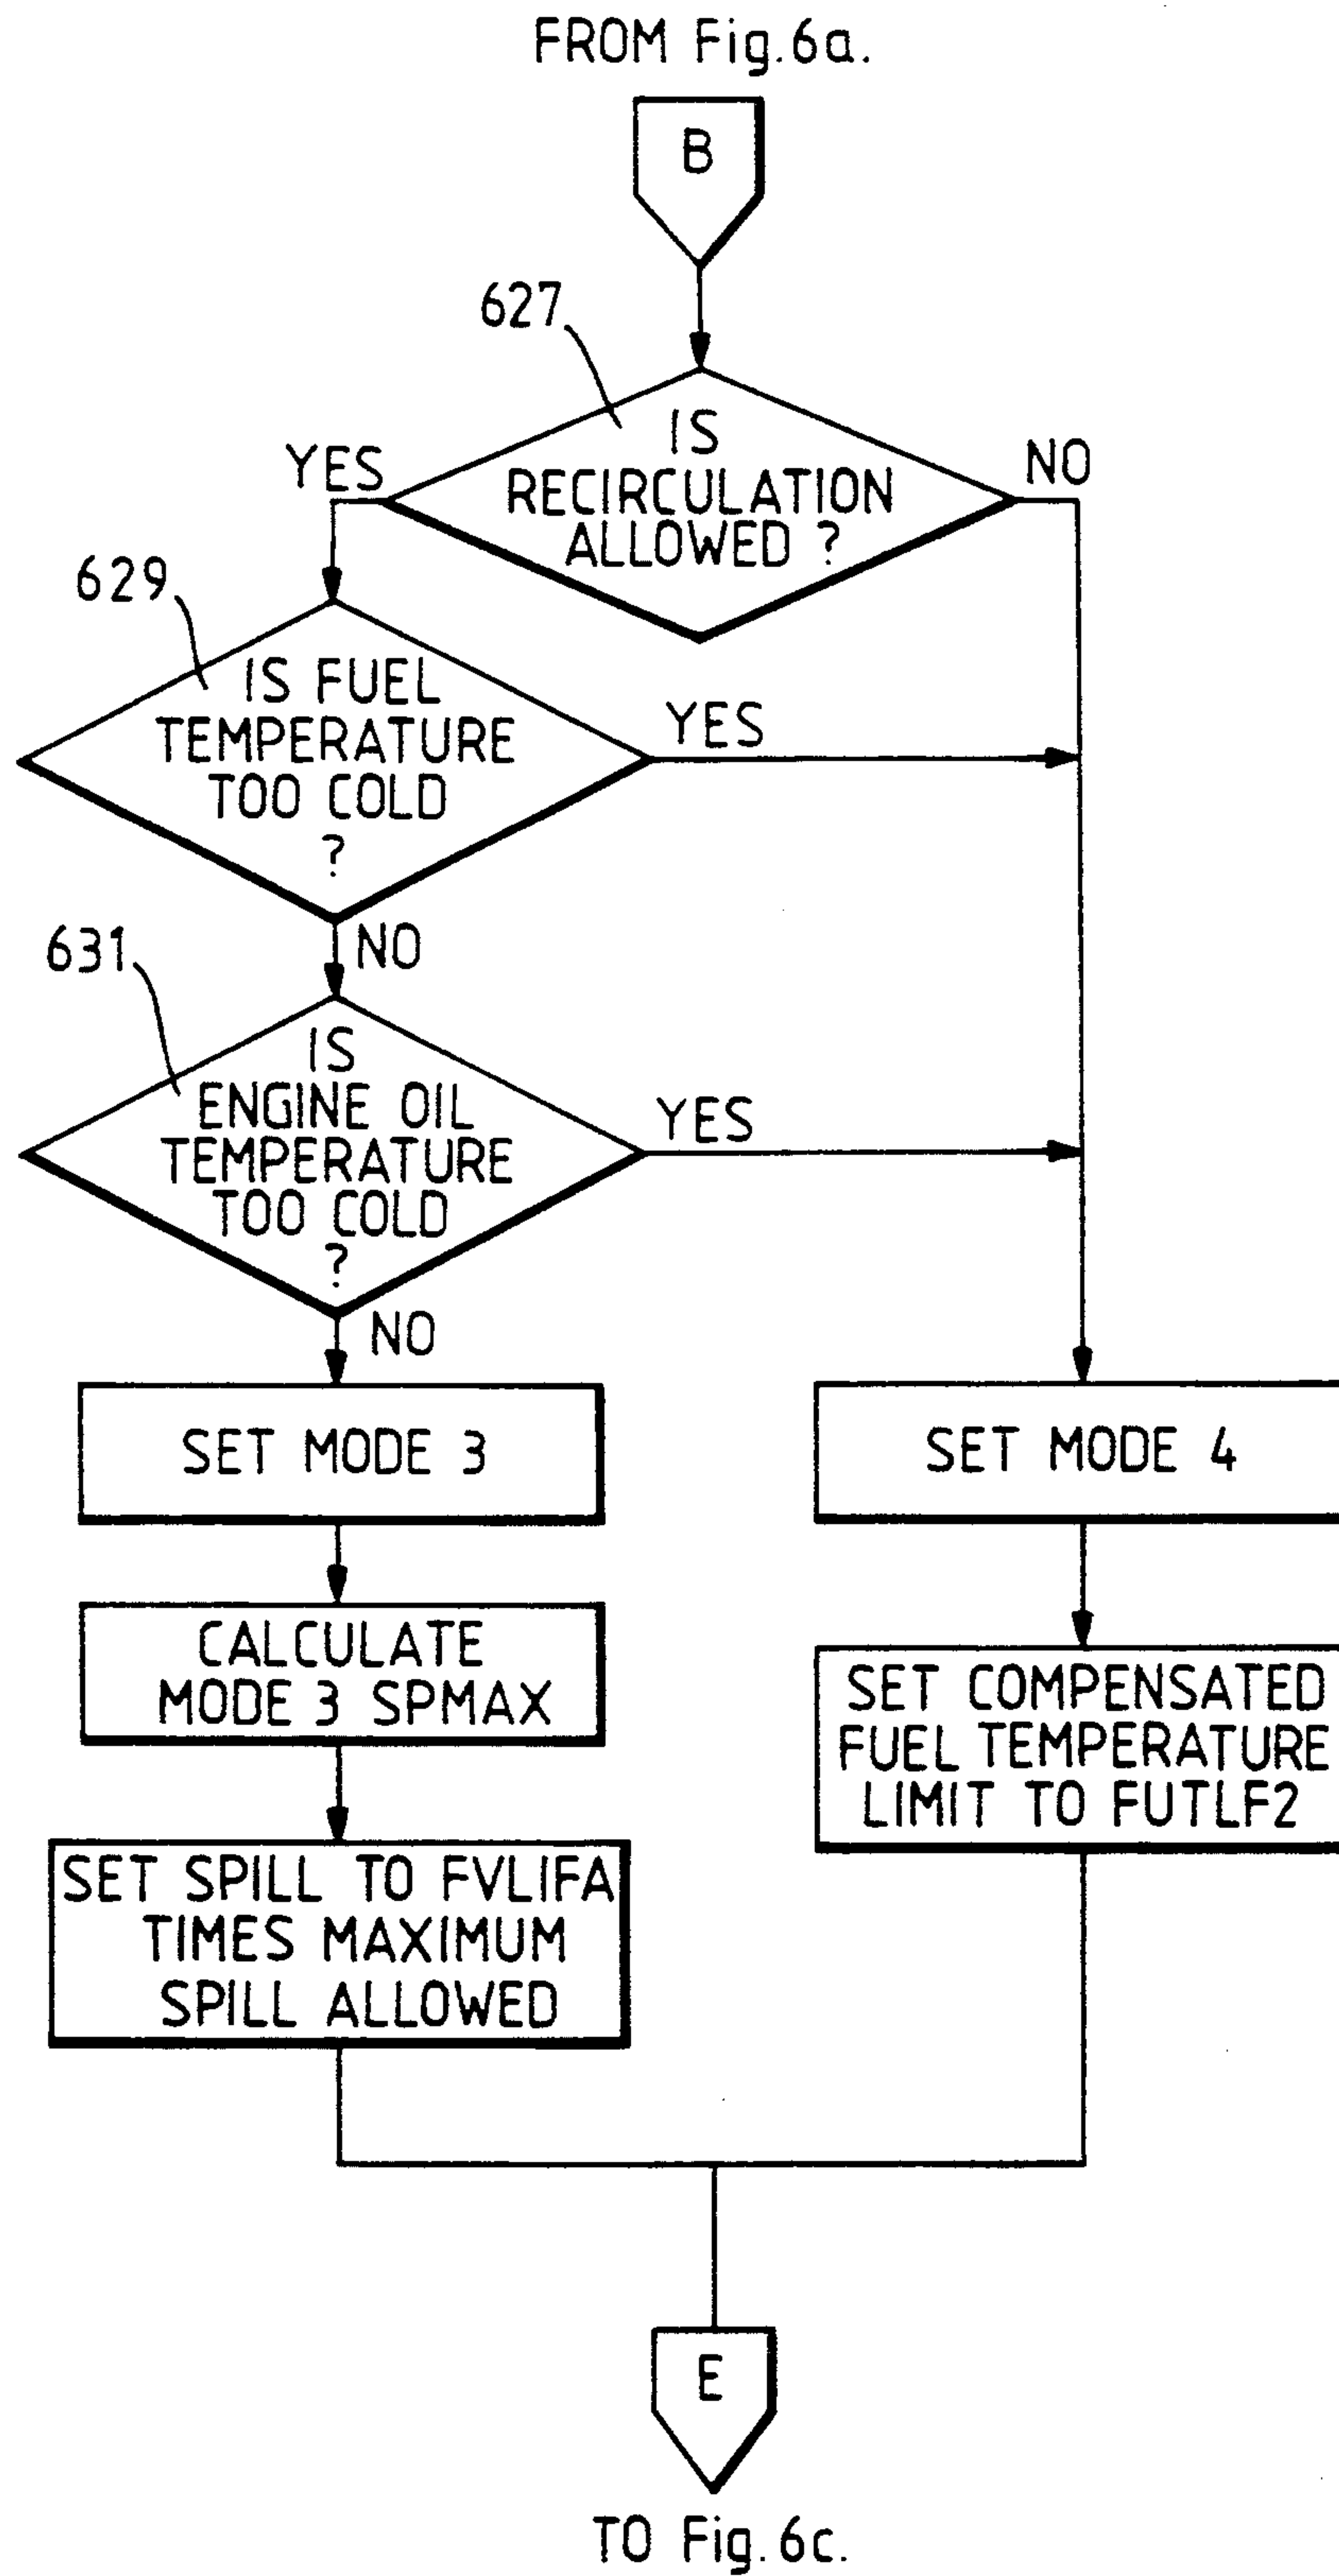 FROM Fig.6a.
B
627
IS
RECIRCULATION
ALLOWED ?
YES
NO
629
IS FUEL
TEMPERATURE
TOO COLD
?
YES
NO
631
IS
ENGINE OIL
TEMPERATURE
TOO COLD
?
YES
NO
SET MODE 3
CALCULATE
MODE 3 SPMAX
SET SPILL TO FVLIFA
TIMES MAXIMUM
SPILL ALLOWED
SET MODE 4
SET COMPENSATED
FUEL TEMPERATURE
LIMIT TO FUTLF2
E
TO Fig.6c.